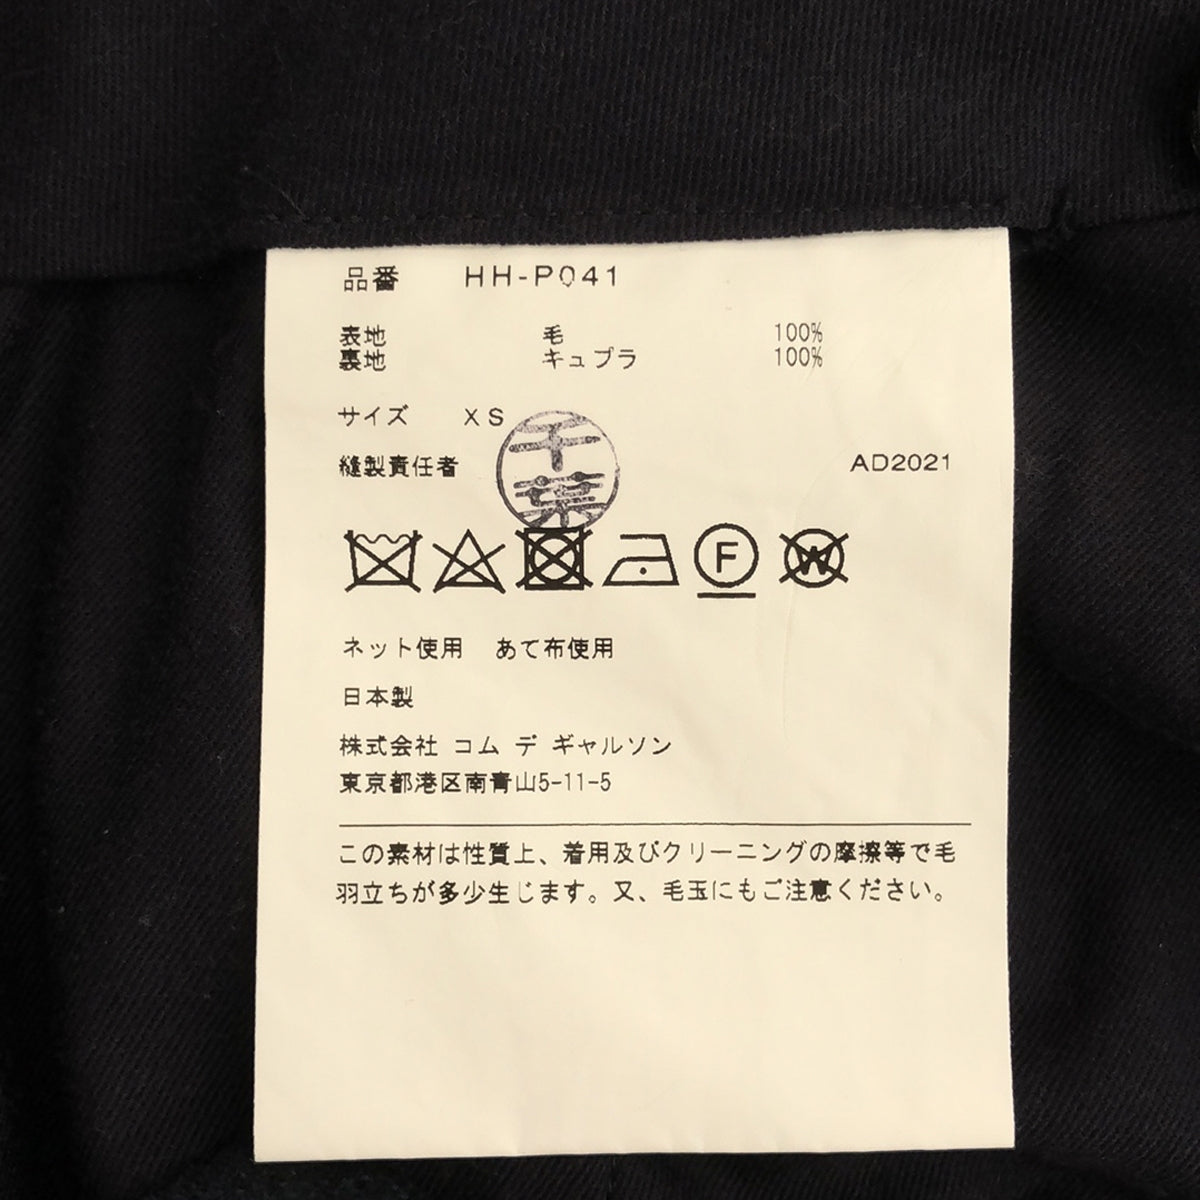 品番 HH-P041
表地 毛 100%
裏地 キュプラ 100%
サイズ XS
千葉
縫製責任者 AD2021
F W
ネット使用 あて布使用
日本製
株式会社 コム デ ギャルソン
東京都港区南青山5-11-5
この素材は性質上、着用及びクリーニングの摩擦等で毛
羽立ちが多少生じます。又、毛玉にもご注意ください。